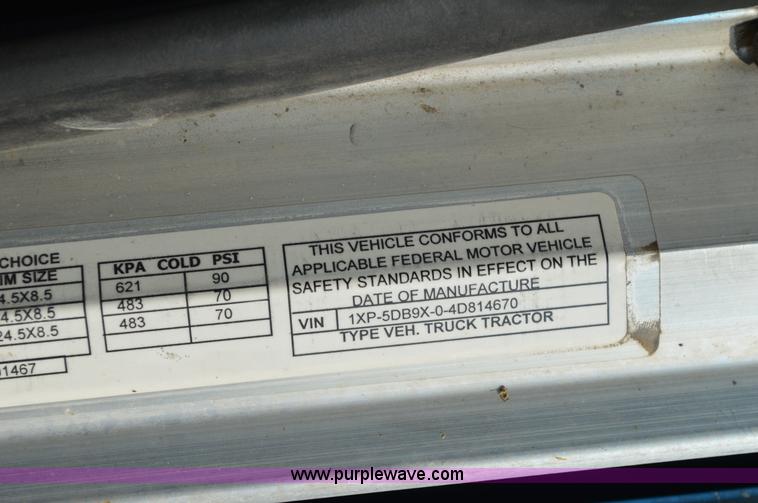 CHOICE
IM SIZE
4.5X8.5
4.5X8.5
24.5X8.5
01467
KPA COLD PSI
621 90
483 70
483 70
THIS VEHICLE CONFORMS TO ALL
APPLICABLE FEDERAL MOTOR VEHICLE
SAFETY STANDARDS IN EFFECT ON THE
DATE OF MANUFACTURE
VIN 1XP-5DB9X-0-4D814670
TYPE VEH. TRUCK TRACTOR
www.purplewave.com